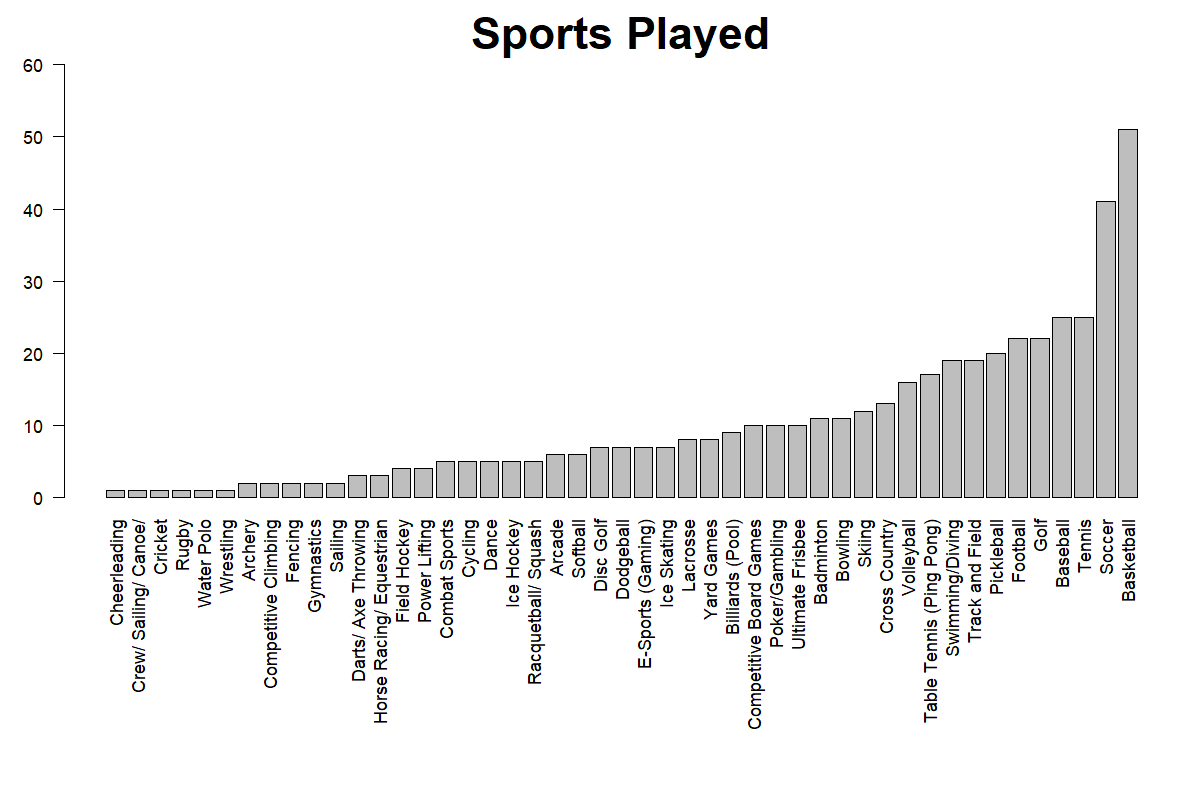 Sports Played
60
50
40
30
20
10
0
Cheerleading
Crew/ Sailing/ Canoe/
Cricket
Rugby
Water Polo
Wrestling
Archery
Competitive Climbing
Fencing
Gymnastics
Sailing
Darts/ Axe Throwing
Horse Racing/ Equestrian
Field Hockey
Power Lifting
Combat Sports
Cycling
Dance
Ice Hockey
Racquetball/ Squash
Arcade
Softball
Disc Golf
Dodgeball
E-Sports (Gaming)
Ice Skating
Lacrosse
Yard Games
Billiards (Pool)
Competitive Board Games
Poker/Gambling
Ultimate Frisbee
Badminton
Bowling
Skiing
Cross Country
Volleyball
Table Tennis (Ping Pong)
Swimming/Diving
Track and Field
Pickleball
Football
Golf
Baseball
Tennis
Soccer
Basketball